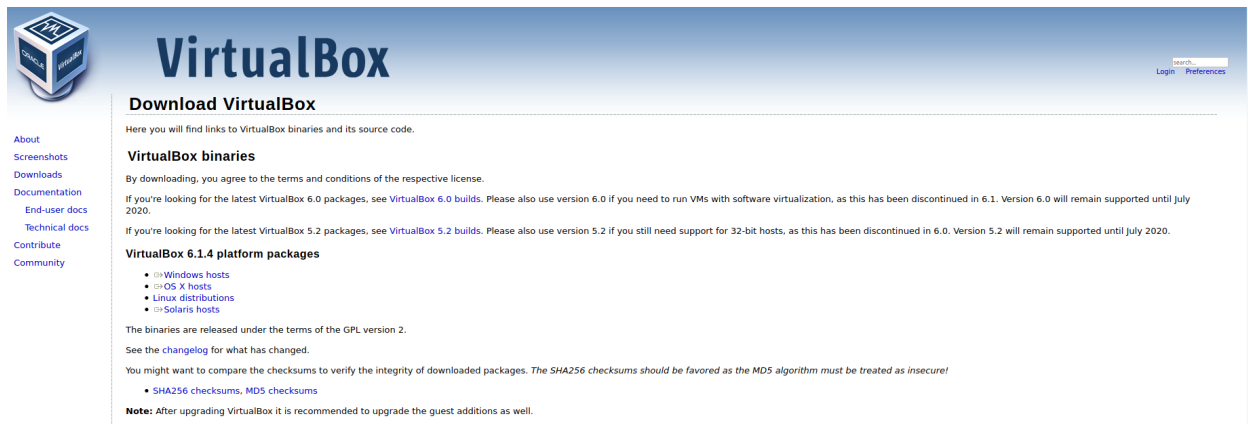 ORACLE
VirtualBox
VirtualBox
search...
Login Preferences
About
Screenshots
Downloads
Documentation
End-user docs
Technical docs
Contribute
Community
Download VirtualBox
Here you will find links to VirtualBox binaries and its source code.
VirtualBox binaries
By downloading, you agree to the terms and conditions of the respective license.
If you're looking for the latest VirtualBox 6.0 packages, see VirtualBox 6.0 builds. Please also use version 6.0 if you need to run VMs with software virtualization, as this has been discontinued in 6.1. Version 6.0 will remain supported until July
2020.
If you're looking for the latest VirtualBox 5.2 packages, see VirtualBox 5.2 builds. Please also use version 5.2 if you still need support for 32-bit hosts, as this has been discontinued in 6.0. Version 5.2 will remain supported until July 2020.
VirtualBox 6.1.4 platform packages
Windows hosts
OS X hosts
Linux distributions
Solaris hosts
The binaries are released under the terms of the GPL version 2.
See the changelog for what has changed.
You might want to compare the checksums to verify the integrity of downloaded packages. The SHA256 checksums should be favored as the MD5 algorithm must be treated as insecure!
SHA256 checksums, MD5 checksums
Note: After upgrading VirtualBox it is recommended to upgrade the guest additions as well.